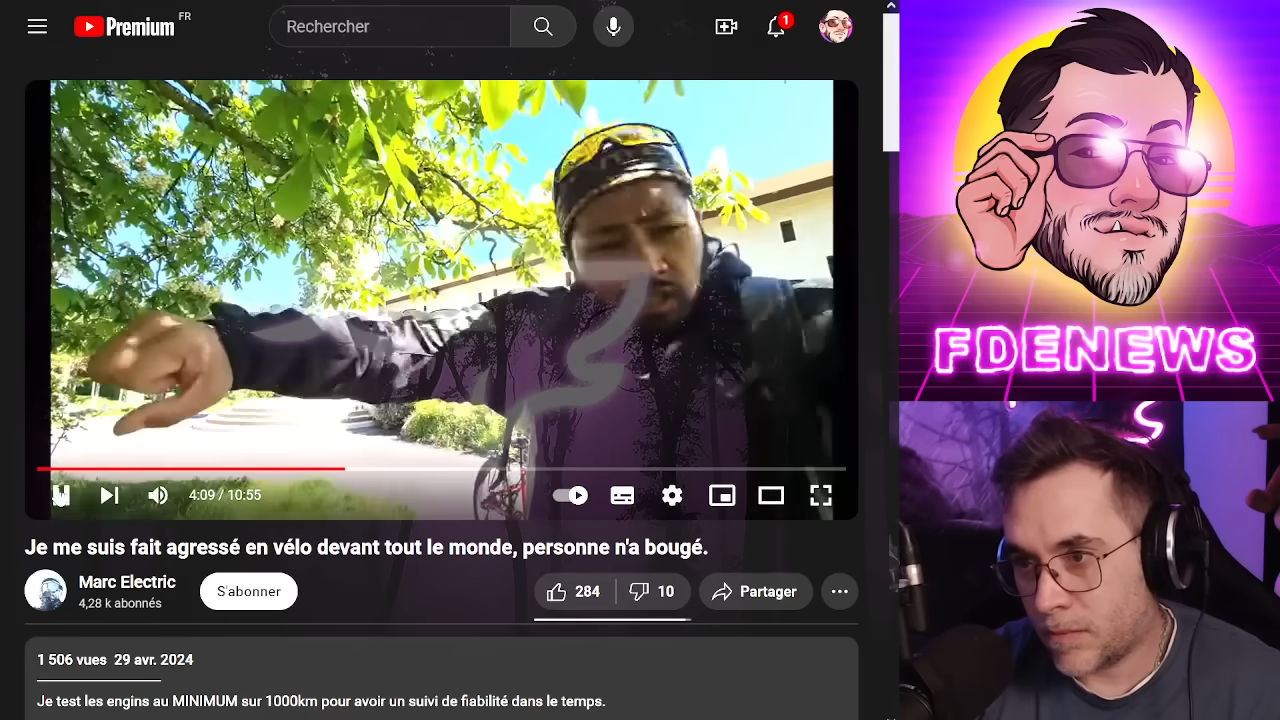 Premium FR
Rechercher
1
4:09 / 10:55
Je me suis fait agressé en vélo devant tout le monde, personne n'a bougé.
Marc Electric
4,28 k abonnés
S'abonner
284
10
Partager
1 506 vues 29 avr. 2024
Je test les engins au MINIMUM sur 1000km pour avoir un suivi de fiabilité dans le temps.
FDENEWS